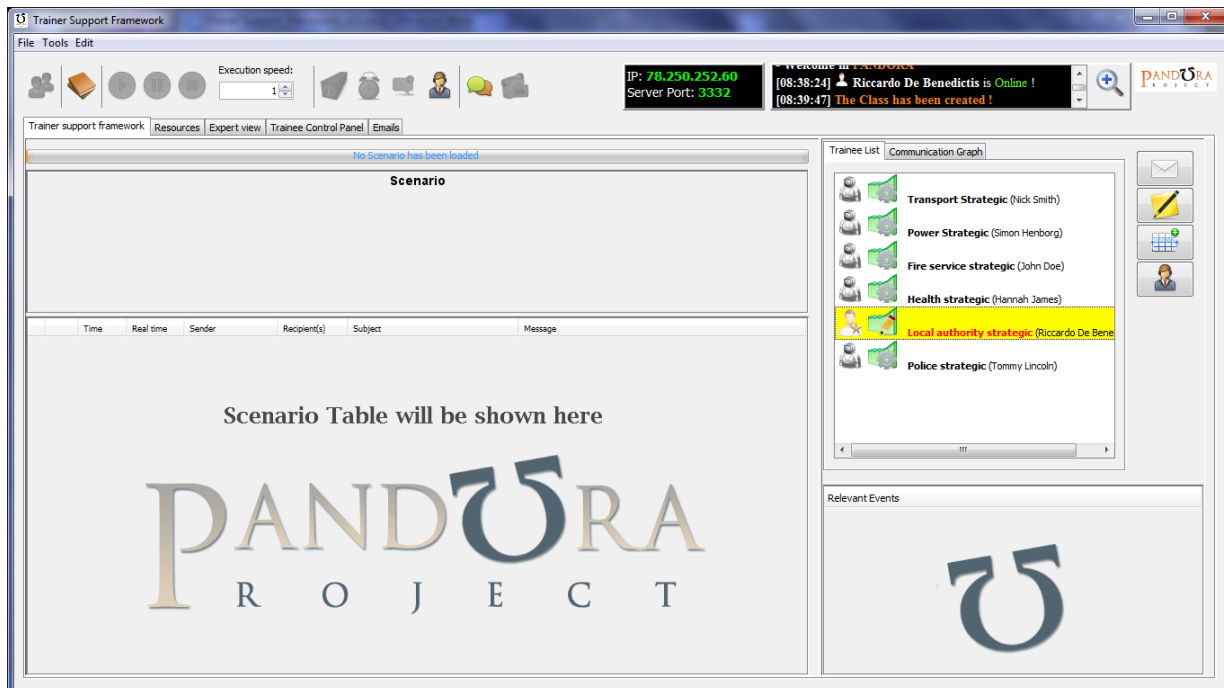 Trainer Support Framework
File Tools Edit
Execution speed:
1
IP: 78.250.252.60
Server Port: 3332
- Welcome in PANDORA
[08:38:24] Riccardo De Benedictis is Online !
[08:39:47] The Class has been created !
PANDORA
PROJECT
Trainer support framework Resources Expert view Trainee Control Panel Emails
No Scenario has been loaded
Scenario
Time Real time Sender Recipient(s) Subject Message
Scenario Table will be shown here
PANDORA
PROJECT
Trainee List Communication Graph
Transport Strategic (Nick Smith)
Power Strategic (Simon Henborg)
Fire service strategic (John Doe)
Health strategic (Hannah James)
Local authority strategic (Riccardo De Bene
Police strategic (Tommy Lincoln)
Relevant Events